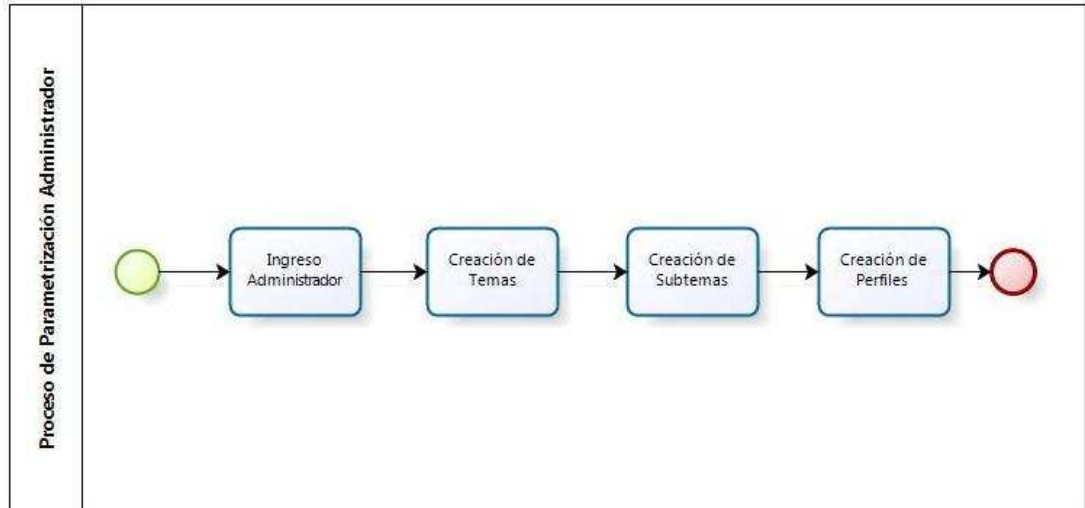 Proceso de Parametrización Administrador
Ingreso
Administrador
Creación de
Temas
Creación de
Subtemas
Creación de
Perfiles